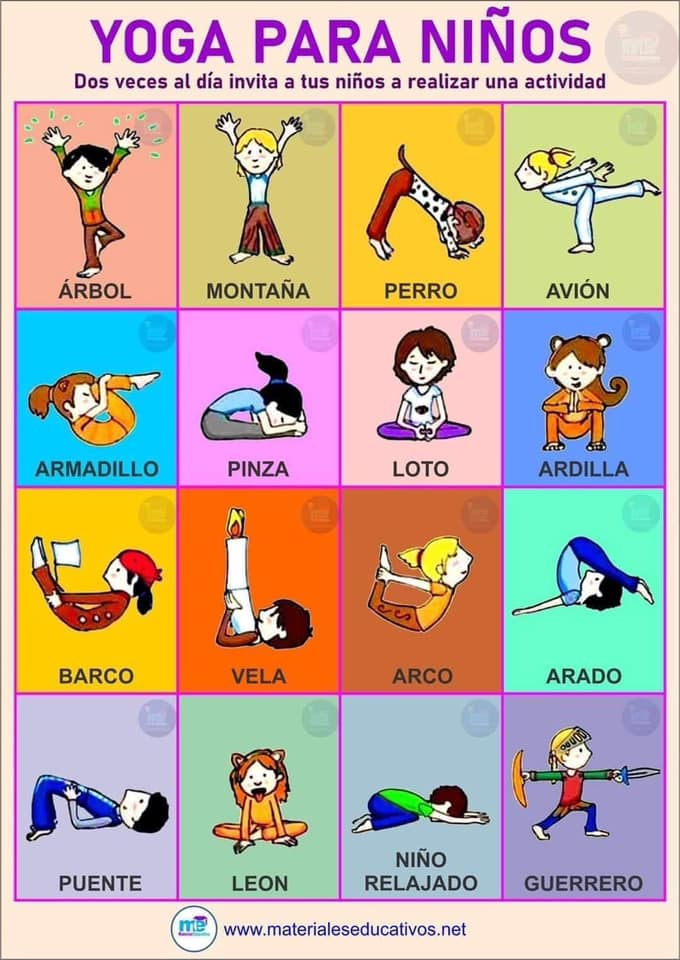 YOGA PARA NIÑOS
Dos veces al día invita a tus niños a realizar una actividad
ÁRBOL
MONTAÑA
PERRO
AVIÓN
ARMADILLO
PINZA
LOTO
ARDILLA
BARCO
VELA
ARCO
ARADO
PUENTE
LEON
NIÑO
RELAJADO
GUERRERO
me
www.materialeseducativos.net